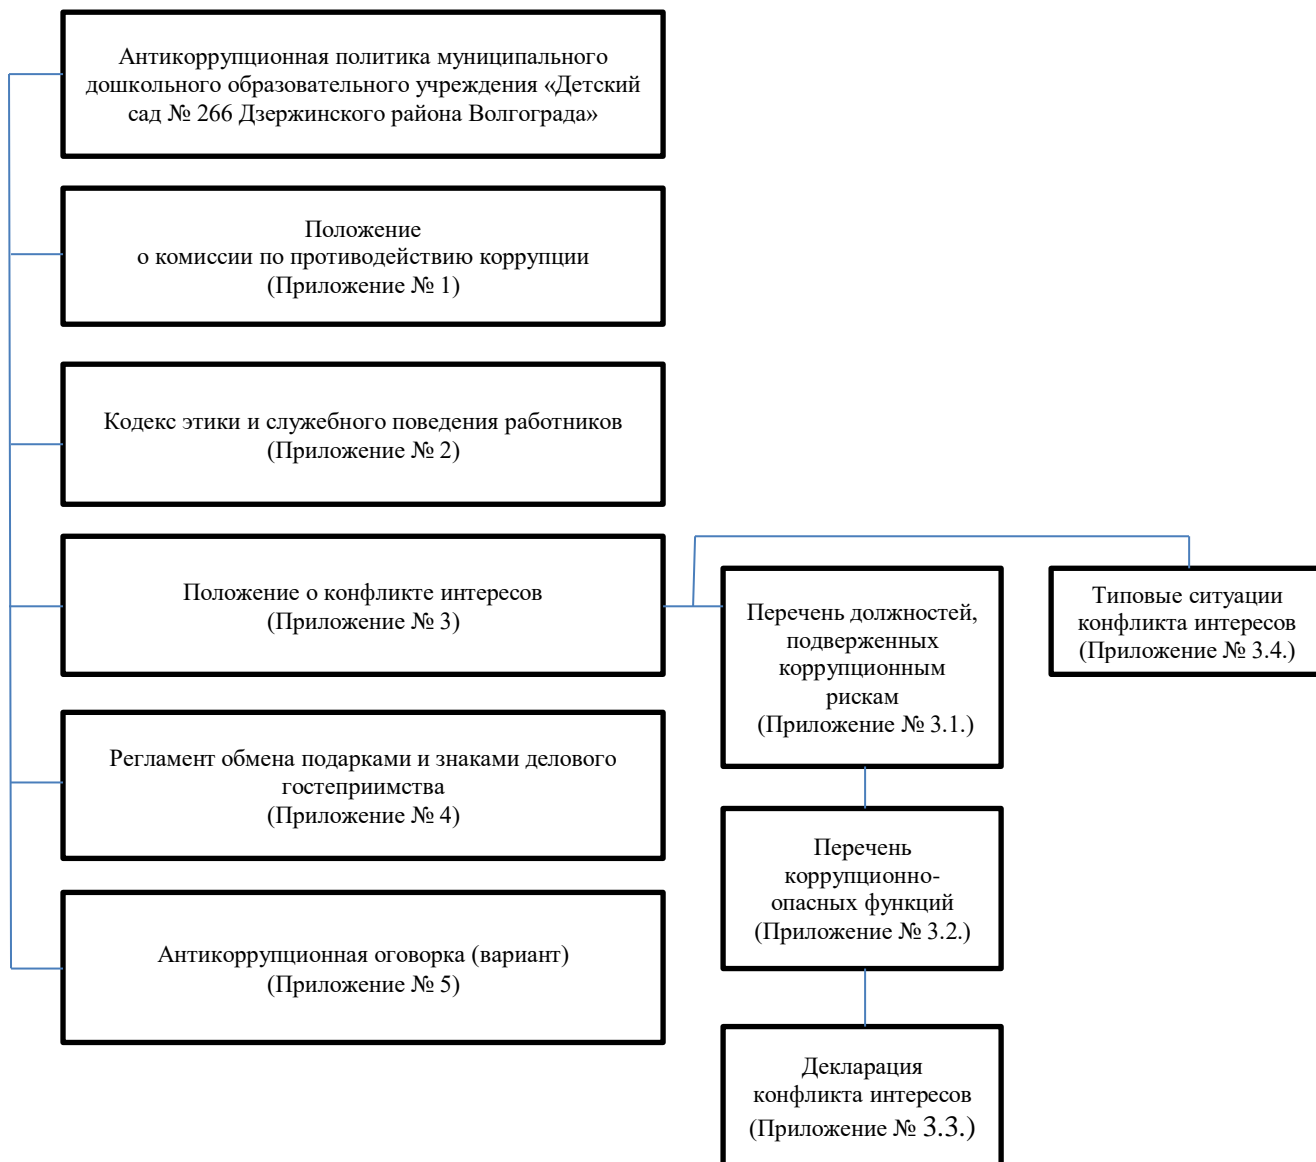 Антикоррупционная политика муниципального
дошкольного образовательного учреждения «Детский
сад № 266 Дзержинского района Волгограда»
Положение
о комиссии по противодействию коррупции
(Приложение № 1)
Кодекс этики и служебного поведения работников
(Приложение № 2)
Положение о конфликте интересов
(Приложение № 3)
Перечень должностей,
подверженных
коррупционным
рискам
(Приложение № 3.1.)
Типовые ситуации
конфликта интересов
(Приложение № 3.4.)
Регламент обмена подарками и знаками делового
гостеприимства
(Приложение № 4)
Перечень
коррупционно-
опасных функций
(Приложение № 3.2.)
Антикоррупционная оговорка (вариант)
(Приложение № 5)
Декларация
конфликта интересов
(Приложение № 3.3.)